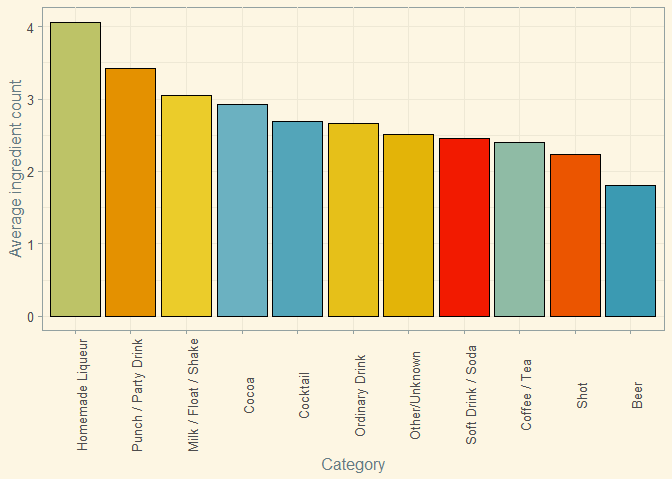 Average ingredient count
4
3
2
1
0
Homemade Liqueur
Punch / Party Drink
Milk / Float / Shake
Cocoa
Cocktail
Ordinary Drink
Other/Unknown
Soft Drink / Soda
Coffee / Tea
Shot
Beer
Category